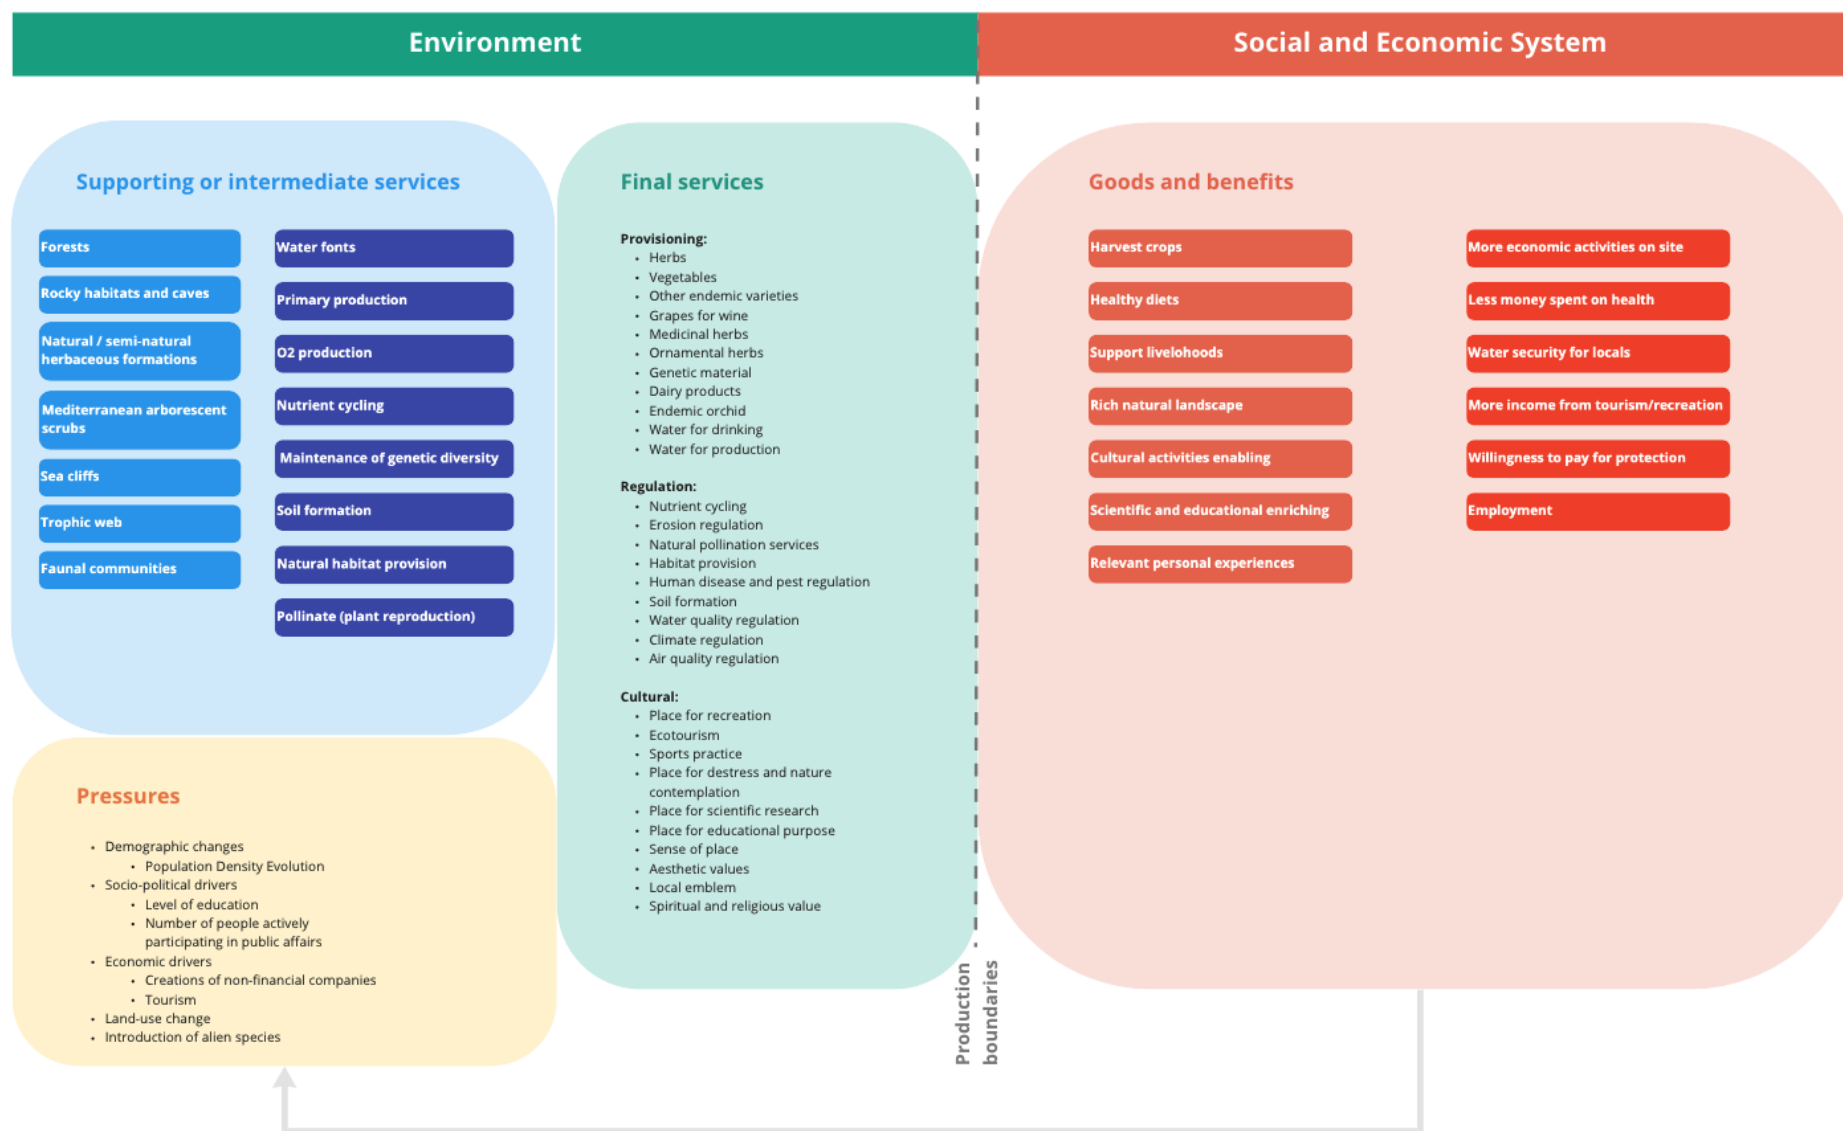 Environment
Social and Economic System
Supporting or intermediate services
Forests
Rocky habitats and caves
Natural / semi-natural
herbaceous formations
Mediterranean arborescent
scrubs
Sea cliffs
Trophic web
Faunal communities
Water fonts
Primary production
O2 production
Nutrient cycling
Maintenance of genetic diversity
Soil formation
Natural habitat provision
Pollinate (plant reproduction)
Pressures
• Demographic changes
• Population Density Evolution
• Socio-political drivers
• Level of education
• Number of people actively
participating in public affairs
• Economic drivers
• Creations of non-financial companies
• Tourism
• Land-use change
• Introduction of alien species
Final services
Provisioning:
• Herbs
• Vegetables
• Other endemic varieties
• Grapes for wine
• Medicinal herbs
• Ornamental herbs
• Genetic material
• Dairy products
• Endemic orchid
• Water for drinking
• Water for production
Regulation:
• Nutrient cycling
• Erosion regulation
• Natural pollination services
• Habitat provision
• Human disease and pest regulation
• Soil formation
• Water quality regulation
• Climate regulation
• Air quality regulation
Cultural:
• Place for recreation
• Ecotourism
• Sports practice
• Place for destress and nature
contemplation
• Place for scientific research
• Place for educational purpose
• Sense of place
• Aesthetic values
• Local emblem
• Spiritual and religious value
Production
boundaries
Goods and benefits
Harvest crops
Healthy diets
Support livelohoods
Rich natural landscape
Cultural activities enabling
Scientific and educational enriching
Relevant personal experiences
More economic activities on site
Less money spent on health
Water security for locals
More income from tourism/recreation
Willingness to pay for protection
Employment